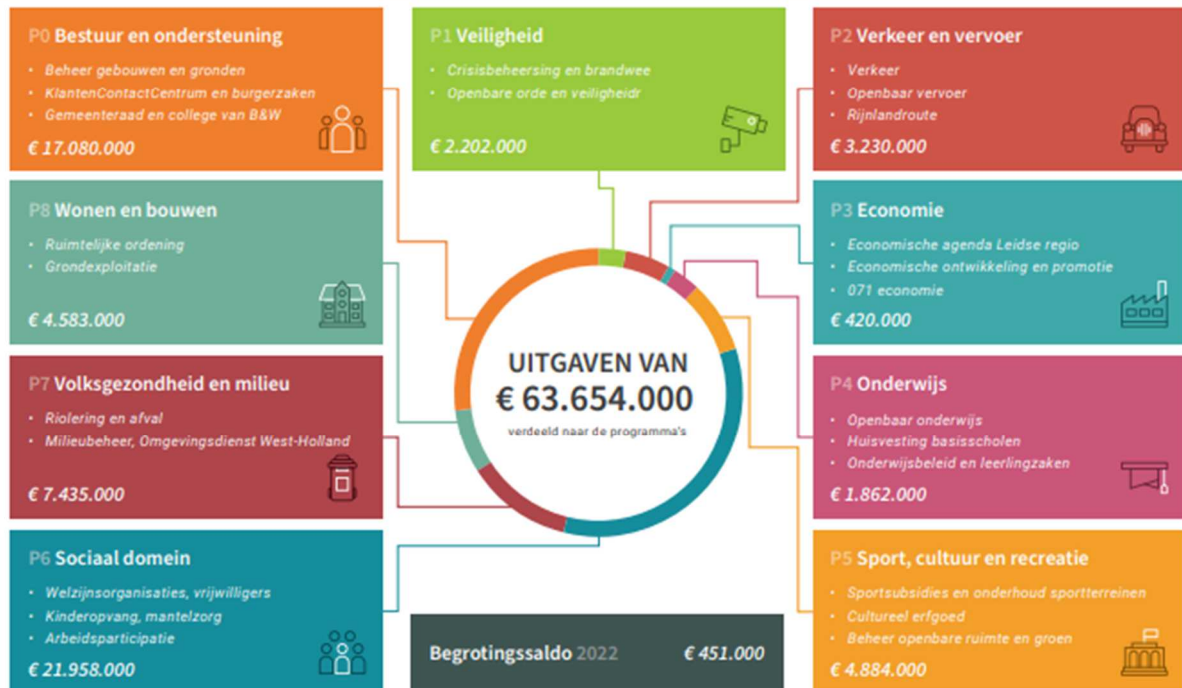 P0 Bestuur en ondersteuning
• Beheer gebouwen en gronden
• KlantenContactCentrum en burgerzaken
• Gemeenteraad en college van B&W
€ 17.080.000
P1 Veiligheid
• Crisisbeheersing en brandwee
• Openbare orde en veiligheidr
€ 2.202.000
P2 Verkeer en vervoer
• Verkeer
• Openbaar vervoer
• Rijnlandroute
€ 3.230.000
P8 Wonen en bouwen
• Ruimtelijke ordening
• Grondexploitatie
€ 4.583.000
P3 Economie
• Economische agenda Leidse regio
• Economische ontwikkeling en promotie
• 071 economie
€ 420.000
UITGAVEN VAN
€ 63.654.000
verdeeld naar de programma's
P7 Volksgezondheid en milieu
• Riolering en afval
• Milieubeheer, Omgevingsdienst West-Holland
€ 7.435.000
P4 Onderwijs
• Openbaar onderwijs
• Huisvesting basisscholen
• Onderwijsbeleid en leerlingzaken
€ 1.862.000
P6 Sociaal domein
• Welzijnsorganisaties, vrijwilligers
• Kinderopvang, mantelzorg
• Arbeidsparticipatie
€ 21.958.000
Begrotingssaldo 2022 € 451.000
P5 Sport, cultuur en recreatie
• Sportsubsidies en onderhoud sportterreinen
• Cultureel erfgoed
• Beheer openbare ruimte en groen
€ 4.884.000